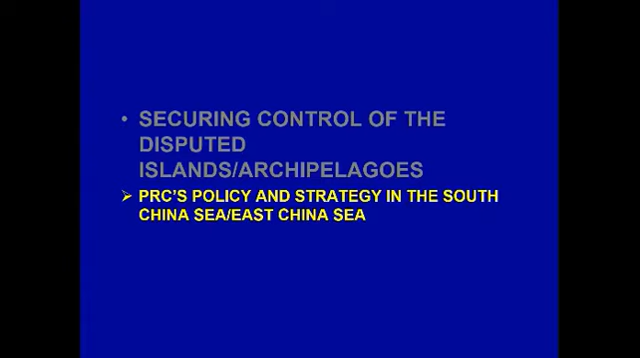 • SECURING CONTROL OF THE
DISPUTED
ISLANDS/ARCHIPELAGOES
➢ PRC'S POLICY AND STRATEGY IN THE SOUTH
CHINA SEA/EAST CHINA SEA